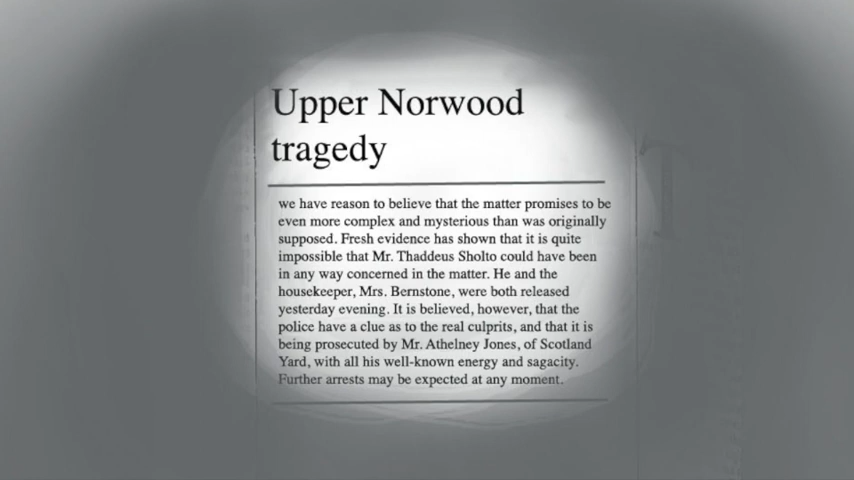 Upper Norwood
tragedy
we have reason to believe that the matter promises to be
even more complex and mysterious than was originally
supposed. Fresh evidence has shown that it is quite
impossible that Mr. Thaddeus Sholto could have been
in any way concerned in the matter. He and the
housekeeper, Mrs. Bernstone, were both released
yesterday evening. It is believed, however, that the
police have a clue as to the real culprits, and that it is
being prosecuted by Mr. Athelney Jones, of Scotland
Yard, with all his well-known energy and sagacity.
Further arrests may be expected at any moment.